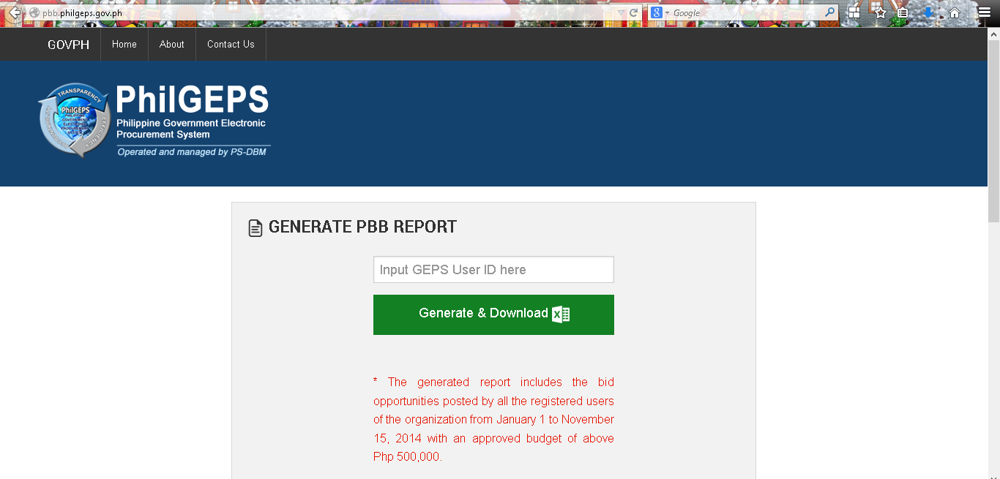 pbb.philgeps.gov.ph
Google
GOVPH
Home
About
Contact Us
TRANSPARENCY
PhilGEPS
PhilGEPS
Philippine Government Electronic
Procurement System
Operated and managed by PS-DBM
GENERATE PBB REPORT
Input GEPS User ID here
Generate & Download
* The generated report includes the bid
opportunities posted by all the registered users
of the organization from January 1 to November
15, 2014 with an approved budget of above
Php 500,000.